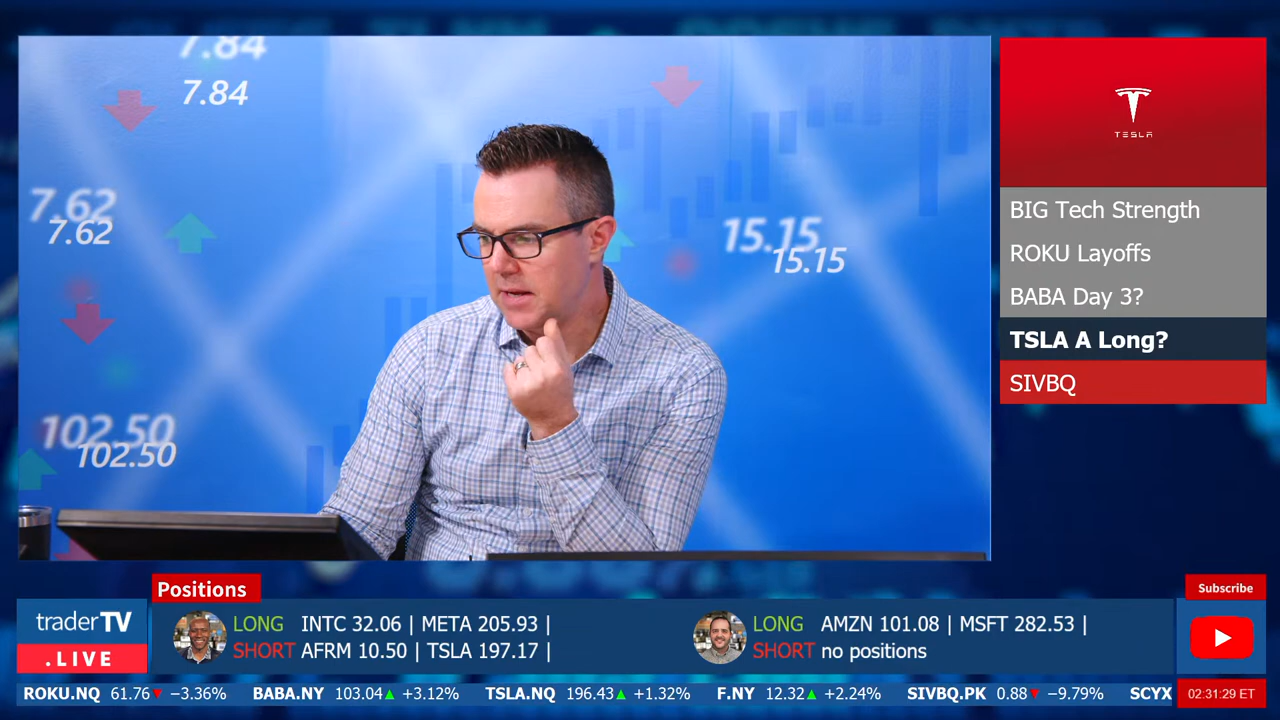 7.84
7.84
7.62
7.62
15.15
15.15
102.50
102.50
TESLA
BIG Tech Strength
ROKU Layoffs
BABA Day 3?
TSLA A Long?
SIVBQ
Positions
Subscribe
traderTV
.LIVE
LONG INTC 32.06 | META 205.93 |
SHORT AFRM 10.50 | TSLA 197.17 |
LONG AMZN 101.08 | MSFT 282.53 |
SHORT no positions
ROKU.NQ 61.76▼ −3.36% BABA.NY 103.04▲ +3.12% TSLA.NQ 196.43▲ +1.32% F.NY 12.32▲ +2.24% SIVBQ.PK 0.88▼ −9.79% SCYX
02:31:29 ET